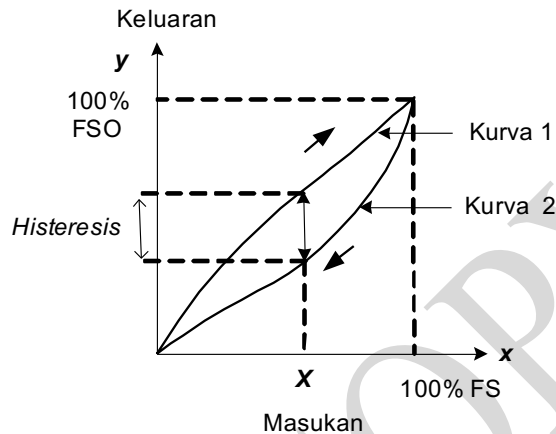 Keluaran
y
100%
FSO
Kurva 1
Histeresis
Kurva 2
x
X
100% FS
Masukan